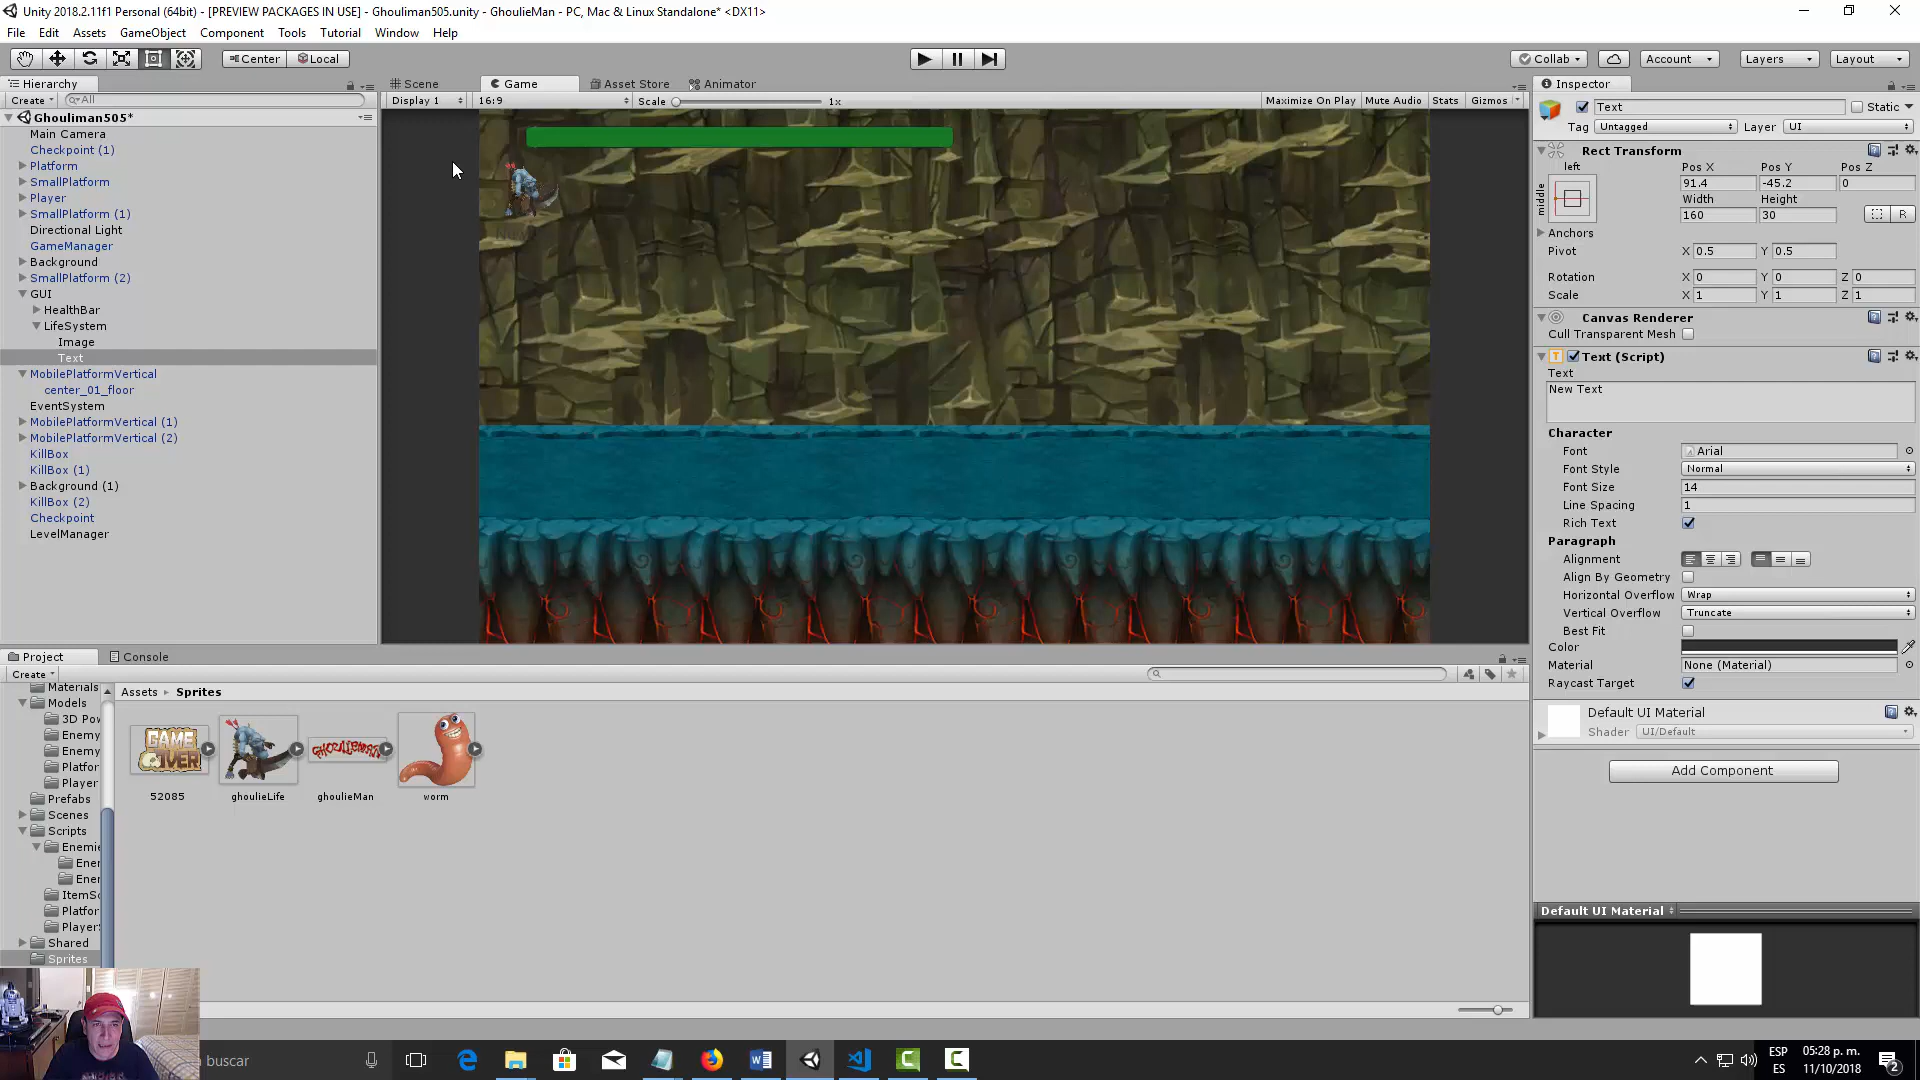 Unity 2018.2.11f1 Personal (64bit) - [PREVIEW PACKAGES IN USE] - Ghouliman505.unity - GhoulieMan - PC, Mac & Linux Standalone* <DX11>
File Edit Assets GameObject Component Tools Tutorial Window Help
Center Local Collab Account Layers Layout
Hierarchy Scene Game Asset Store Animator Inspector
Create All Display 1 16:9 Scale 1x Maximize On Play Mute Audio Stats Gizmos
Ghouliman505*
Main Camera
Checkpoint (1)
Platform
SmallPlatform
Player
SmallPlatform (1)
Directional Light
GameManager
Background
SmallPlatform (2)
GUI
HealthBar
LifeSystem
Image
Text
MobilePlatformVertical
center_01_floor
EventSystem
MobilePlatformVertical (1)
MobilePlatformVertical (2)
KillBox
KillBox (1)
Background (1)
KillBox (2)
Checkpoint
LevelManager
Text Static
Tag Untagged Layer UI
Rect Transform
left Pos X Pos Y Pos Z
middle 91.4 -45.2 0
Width Height
160 30 R
Anchors
Pivot X 0.5 Y 0.5
Rotation X 0 Y 0 Z 0
Scale X 1 Y 1 Z 1
Canvas Renderer
Cull Transparent Mesh
Text (Script)
Text
New Text
Character
Font Arial
Font Style Normal
Font Size 14
Line Spacing 1
Rich Text
Paragraph
Alignment
Align By Geometry
Horizontal Overflow Wrap
Vertical Overflow Truncate
Best Fit
Color
Material None (Material)
Raycast Target
Default UI Material
Shader UI/Default
Add Component
Default UI Material
Project Console
Create
Materials
Models
3D Pow
Enemy
Enemy
Platfor
Player
Prefabs
Scenes
Scripts
Enemie
Ener
Ener
ItemSc
Platfor
Player
Shared
Sprites
Assets Sprites
GAME OVER
GHOULIEMAN
52085 ghoulieLife ghoulieMan worm
buscar
ESP
ES
05:28 p. m.
11/10/2018
2